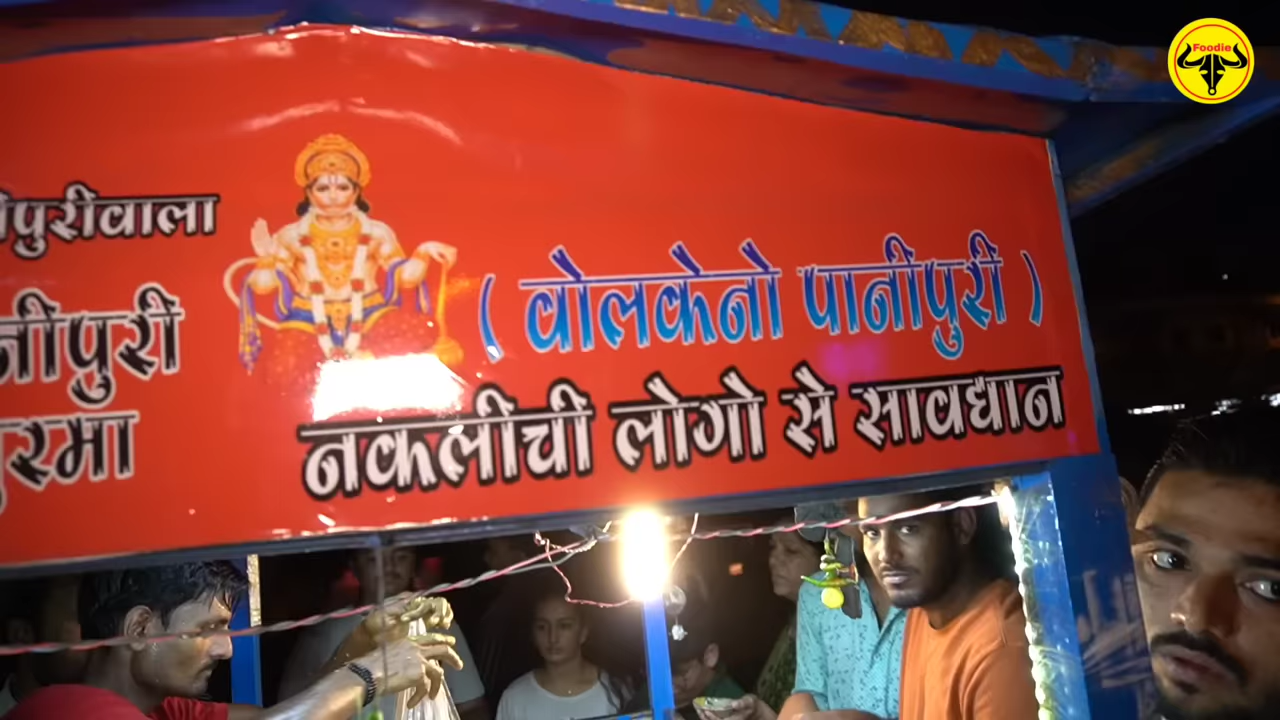 Foodie
पुरीवाला
( वोलकेनो पानीपुरी )
नीपुरी
नकलीची लोगो से सावधान
ुरमा